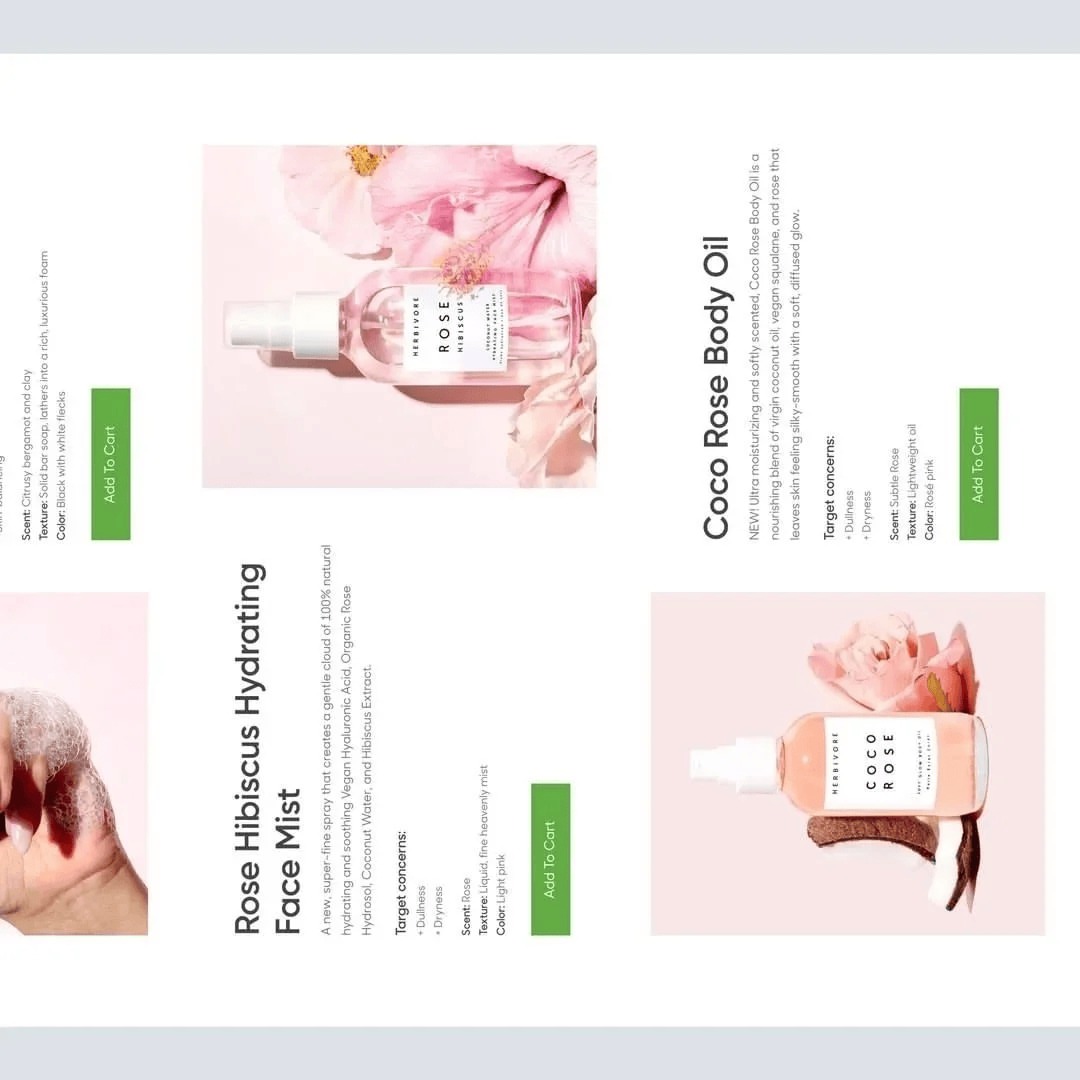 skin-balancing
Scent: Citrusy bergamot and clay
Texture: Solid bar soap, lathers into a rich, luxurious foam
Color: Black with white flecks
Add To Cart
Rose Hibiscus Hydrating
Face Mist
A new, super-fine spray that creates a gentle cloud of 100% natural
hydrating and soothing Vegan Hyaluronic Acid, Organic Rose
Hydrosol, Coconut Water, and Hibiscus Extract.
Target concerns:
+ Dullness
+ Dryness
Scent: Rose
Texture: Liquid, fine heavenly mist
Color: Light pink
Add To Cart
HERBIVORE
ROSE
HIBISCUS
COCONUT WATER
HYDRATING FACE MIST
Coco Rose Body Oil
NEW! Ultra moisturizing and softly scented, Coco Rose Body Oil is a
nourishing blend of virgin coconut oil, vegan squalane, and rose that
leaves skin feeling silky-smooth with a soft, diffused glow.
Target concerns:
+ Dullness
+ Dryness
Scent: Subtle Rose
Texture: Lightweight oil
Color: Rosé pink
Add To Cart
HERBIVORE
COCO
ROSE
SOFT GLOW BODY OIL